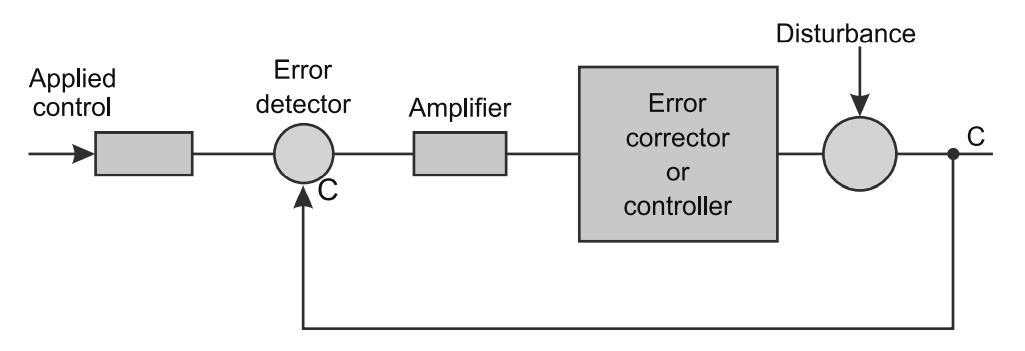 Disturbance
Applied
control
Error
detector
Amplifier
Error
corrector
or
controller
C
C